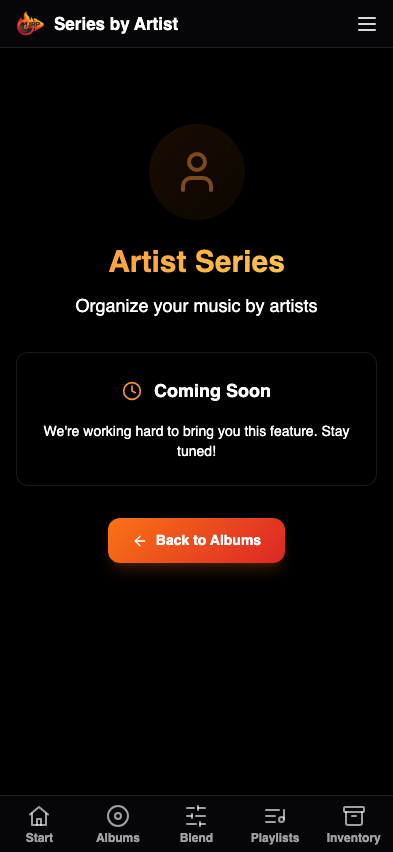 Series by Artist
Artist Series
Organize your music by artists
Coming Soon
We're working hard to bring you this feature. Stay
tuned!
Back to Albums
Start Albums Blend Playlists Inventory